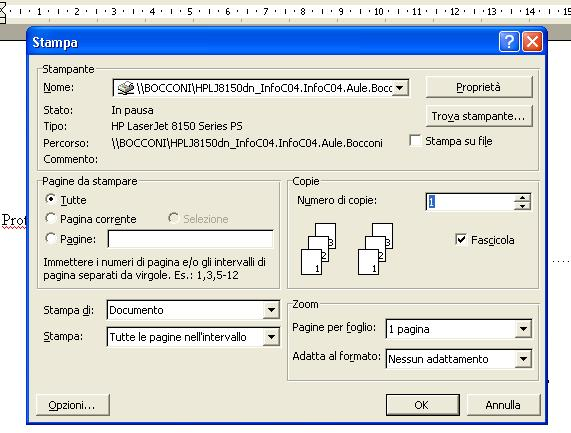 1 2 3 4 5 6 7 8 9 10 11 12 13 14 15
Stampa
Stampante
Nome: \\BOCCONI\HPLJ8150dn_InfoC04.InfoC04.Aule.Bocc
Proprietà
Stato: In pausa
Trova stampante...
Tipo: HP LaserJet 8150 Series PS
Percorso: \\BOCCONI\HPLJ8150dn_InfoC04.InfoC04.Aule.Bocconi
Stampa su file
Commento:
Pagine da stampare
Tutte
Pagina corrente Selezione
Pagine:
Immettere i numeri di pagina e/o gli intervalli di
pagina separati da virgole. Es.: 1,3,5-12
Copie
Numero di copie: 1
3 3
2 2
1 1
Fascicola
Prof
Stampa di: Documento
Stampa: Tutte le pagine nell'intervallo
Zoom
Pagine per foglio: 1 pagina
Adatta al formato: Nessun adattamento
Opzioni... OK Annulla